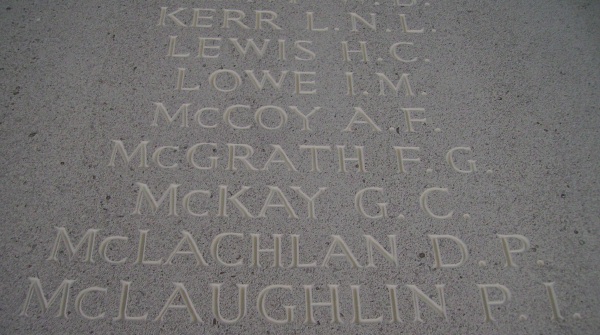 KERR L.N.L.
LEWIS H.C.
LOWE I.M.
McCOY A.F.
McGRATH F.G.
McKAY G.C.
McLACHLAN D.P.
McLAUGHLIN P.I.